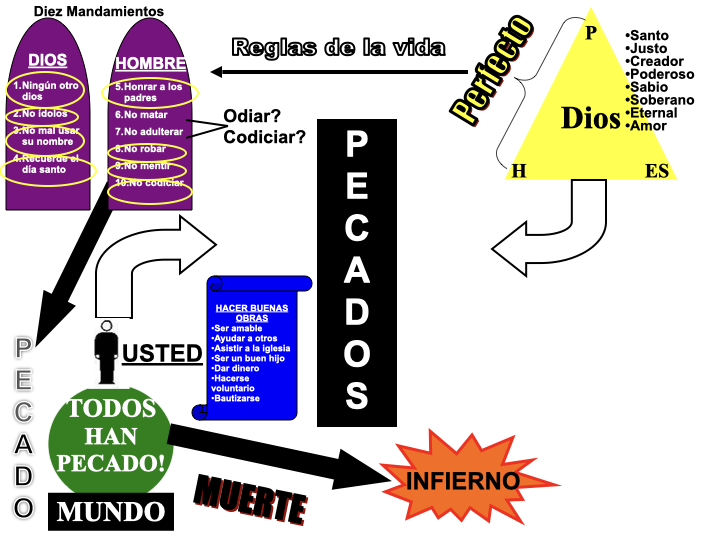 Diez Mandamientos
DIOS
1.Ningún otro
dios
2.No ídolos
3.No mal usar
su nombre
4.Recuerde el
día santo
HOMBRE
5.Honrar a los
padres
6.No matar
7.No adulterar
8.No robar
9.No mentir
10.No codiciar
Odiar?
Codiciar?
Reglas de la vida
Perfecto
P
Dios
H
ES
•Santo
•Justo
•Creador
•Poderoso
•Sabio
•Soberano
•Eternal
•Amor
P
E
C
A
D
O
S
HACER BUENAS
OBRAS
•Ser amable
•Ayudar a otros
•Asistir a la iglesia
•Ser un buen hijo
•Dar dinero
•Hacerse
voluntario
•Bautizarse
USTED
P
E
C
A
D
O
TODOS
HAN
PECADO!
MUNDO
MUERTE
INFIERNO